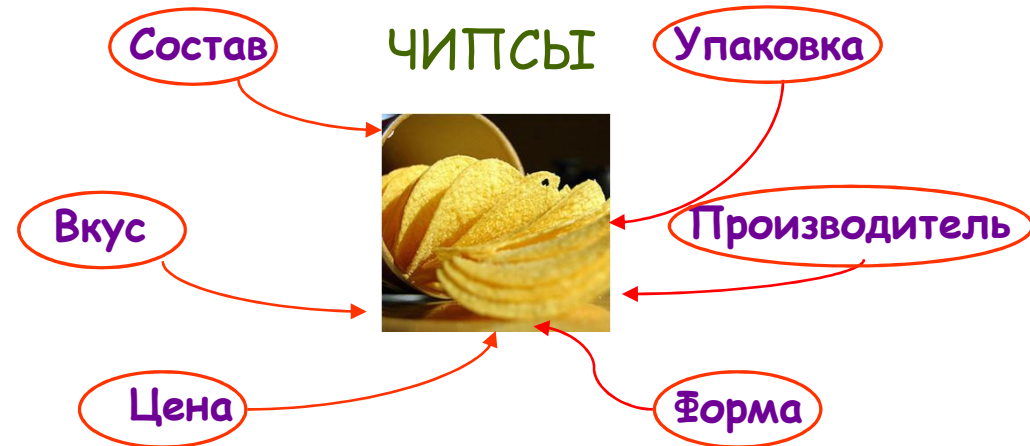 Состав
ЧИПСЫ
Упаковка
Вкус
Производитель
Цена
Форма